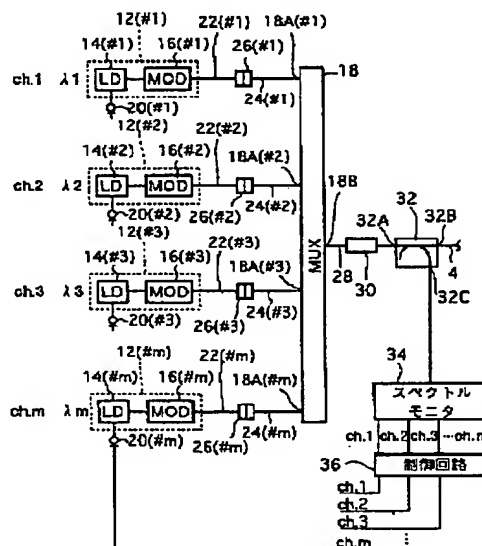 12(#1)
14(#1) 16(#1) 22(#1) 18A(#1)
26(#1) 18
ch.1 λ1 LD MOD
20(#1) 24(#1)
12(#2)
14(#2) 16(#2) 22(#2) 18A(#2)
ch.2 λ2 LD MOD
20(#2) 26(#2) 24(#2)
12(#3)
14(#3) 16(#3) 22(#3) 18A(#3)
ch.3 λ3 LD MOD
20(#3) 26(#3) 24(#3)
12(#m)
14(#m) 16(#m) 22(#m) 18A(#m)
ch.m λm LD MOD
20(#m) 26(#m) 24(#m)
MUX
18B
32A 32 32B
28 30 4
32C
34
スペクトル
モニタ
ch.1 ch.2 ch.3 …ch.m
36
制御回路
ch.1
ch.2
ch.3
ch.m